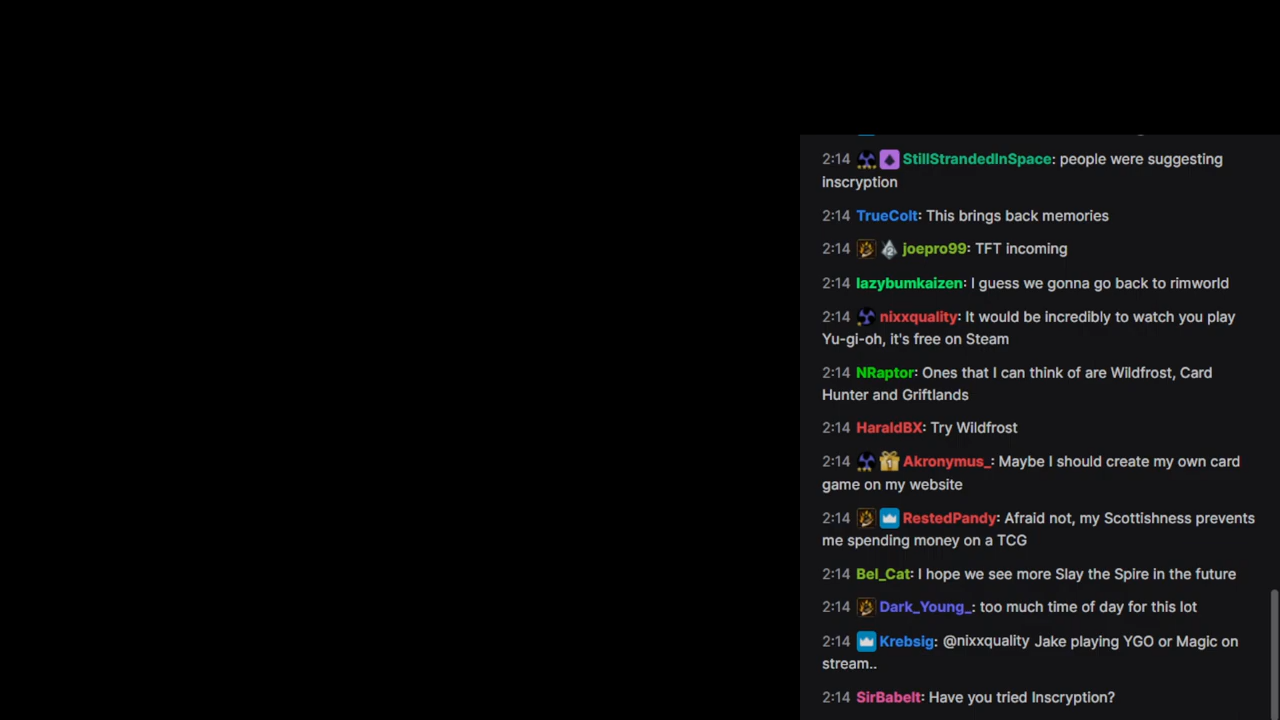 2:14 StillStrandedInSpace: people were suggesting
inscryption
2:14 TrueColt: This brings back memories
2:14 joepro99: TFT incoming
2:14 lazybumkaizen: I guess we gonna go back to rimworld
2:14 nixxquality: It would be incredibly to watch you play
Yu-gi-oh, it's free on Steam
2:14 NRaptor: Ones that I can think of are Wildfrost, Card
Hunter and Griftlands
2:14 HaraldBX: Try Wildfrost
2:14 Akronymus_: Maybe I should create my own card
game on my website
2:14 RestedPandy: Afraid not, my Scottishness prevents
me spending money on a TCG
2:14 Bel_Cat: I hope we see more Slay the Spire in the future
2:14 Dark_Young_: too much time of day for this lot
2:14 Krebsig: @nixxquality Jake playing YGO or Magic on
stream..
2:14 SirBabelt: Have you tried Inscryption?